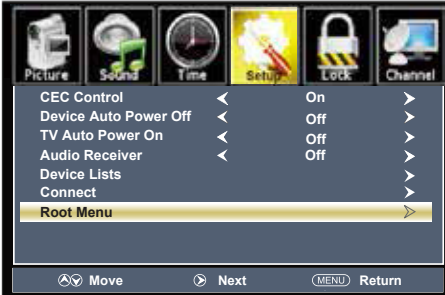 Picture Sound Time Setup Lock Channel
CEC Control On
Device Auto Power Off Off
TV Auto Power On Off
Audio Receiver Off
Device Lists
Connect
Root Menu
Move Next MENU Return